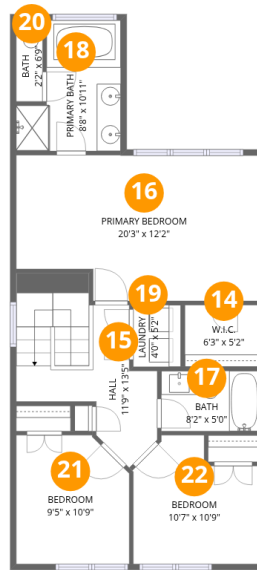 20
BATH
2'2" x 6'9"
18
PRIMARY BATH
8'8" x 10'11"
16
PRIMARY BEDROOM
20'3" x 12'2"
19
LAUNDRY
4'0" x 5'2"
14
W.I.C.
6'3" x 5'2"
15
HALL
11'9" x 13'5"
17
BATH
8'2" x 5'0"
21
BEDROOM
9'5" x 10'9"
22
BEDROOM
10'7" x 10'9"